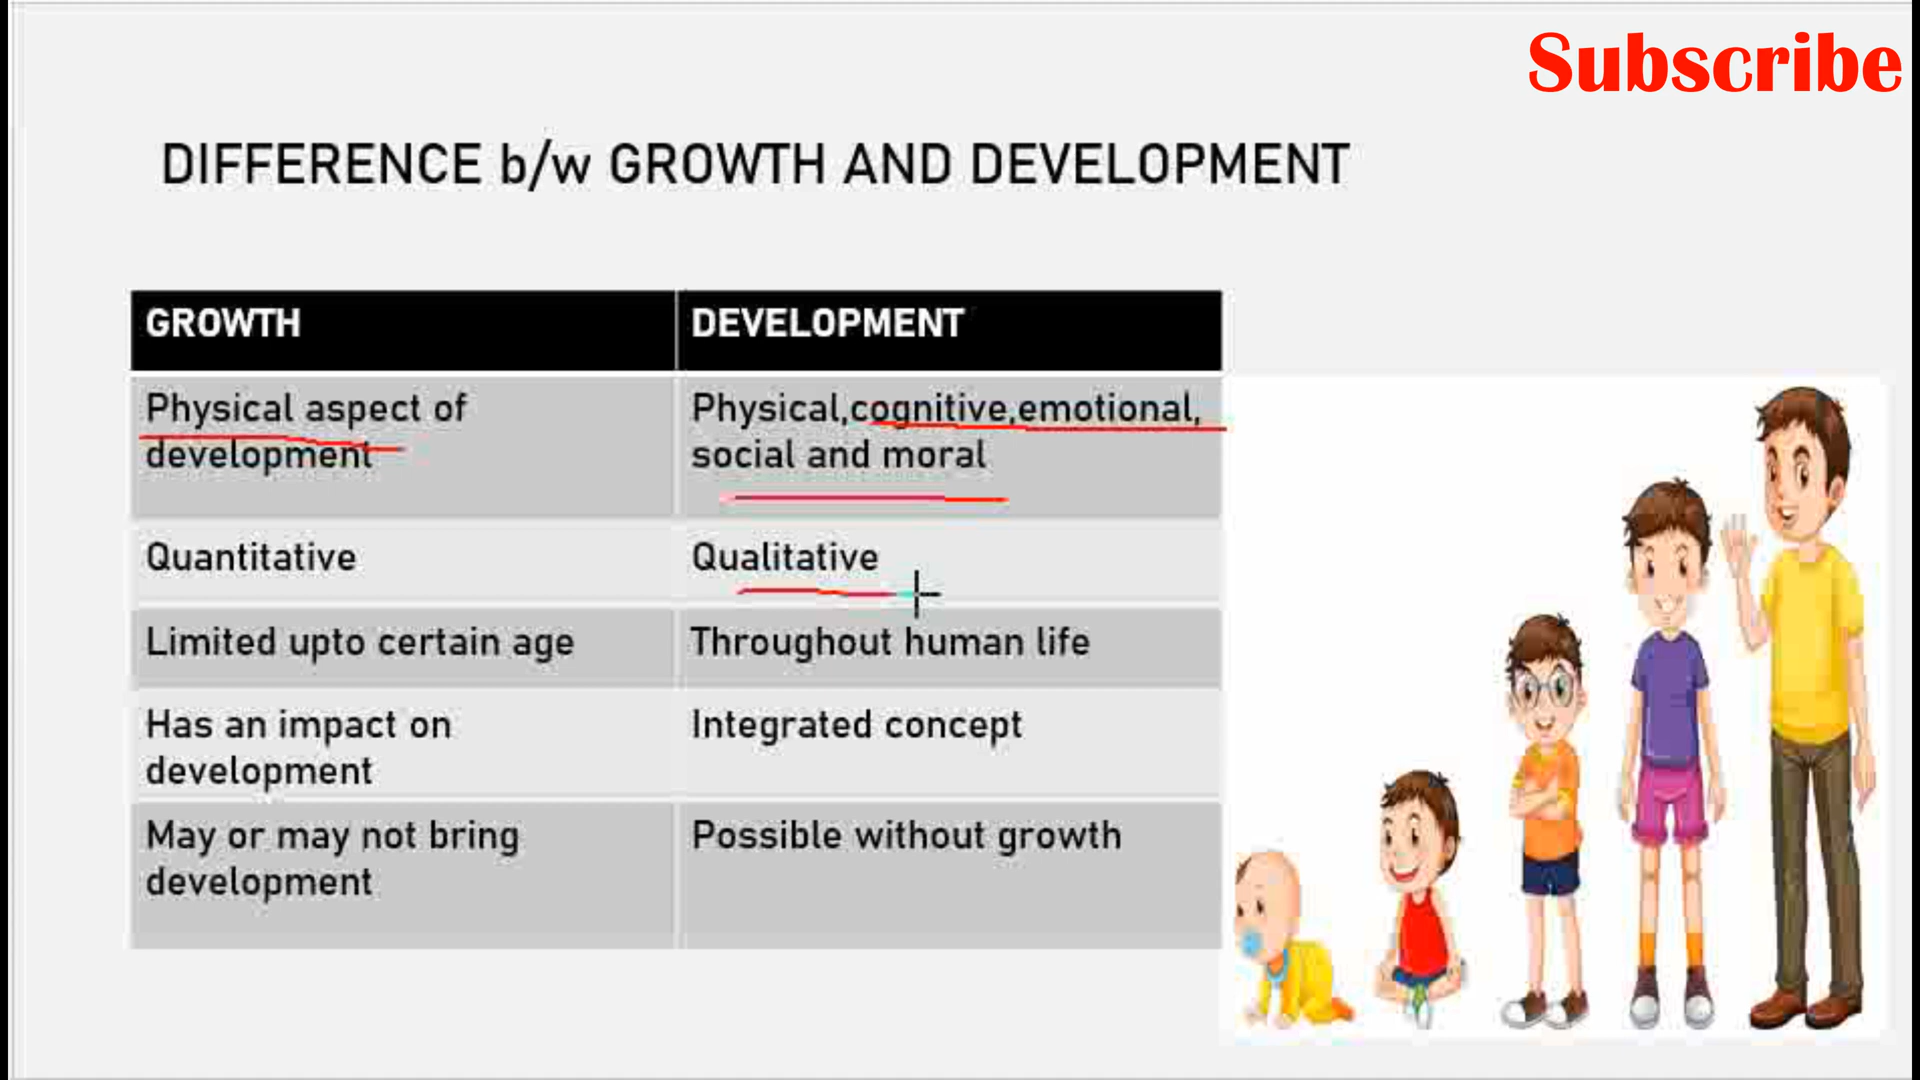 Subscribe
DIFFERENCE b/w GROWTH AND DEVELOPMENT
GROWTH
DEVELOPMENT
Physical aspect of
development
Physical,cognitive,emotional,
social and moral
Quantitative
Qualitative
Limited upto certain age
Throughout human life
Has an impact on
development
Integrated concept
May or may not bring
development
Possible without growth